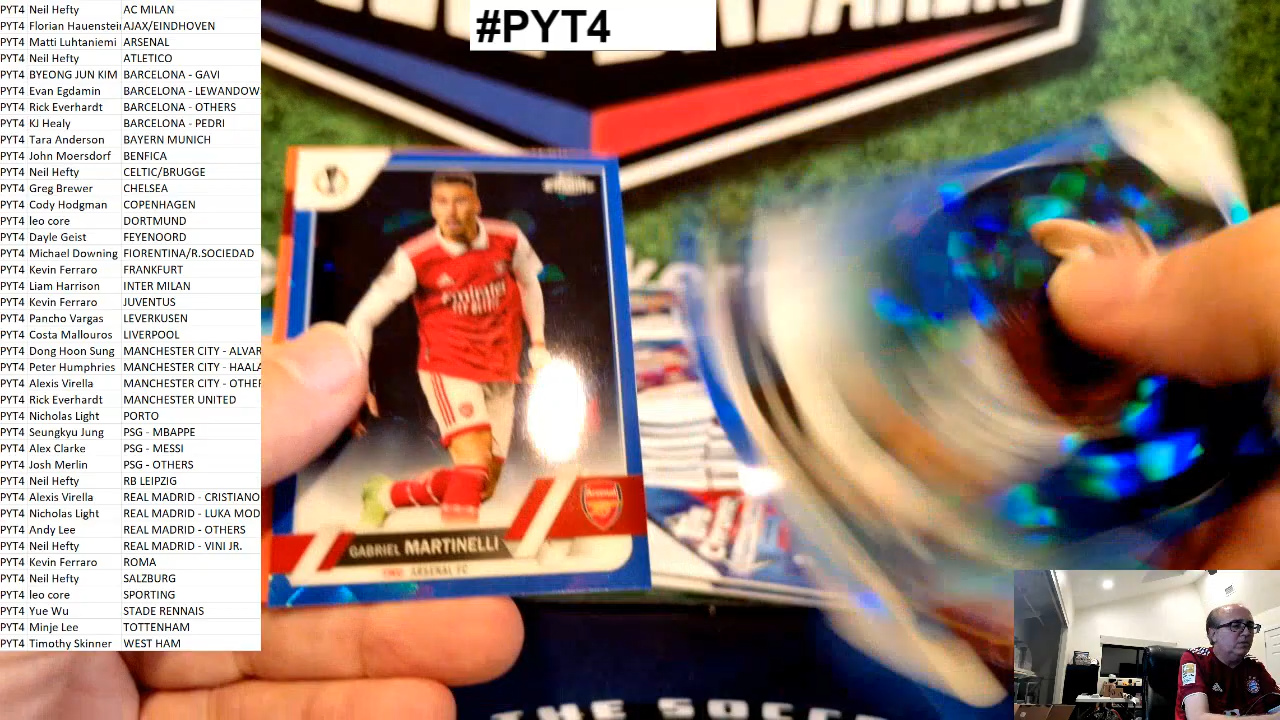 #PYT4
PYT4 Neil Hefty AC MILAN
PYT4 Florian Hauenstein AJAX/EINDHOVEN
PYT4 Matti Luhtaniemi ARSENAL
PYT4 Neil Hefty ATLETICO
PYT4 BYEONG JUN KIM BARCELONA - GAVI
PYT4 Evan Egdamin BARCELONA - LEWANDOW
PYT4 Rick Everhardt BARCELONA - OTHERS
PYT4 KJ Healy BARCELONA - PEDRI
PYT4 Tara Anderson BAYERN MUNICH
PYT4 John Moersdorf BENFICA
PYT4 Neil Hefty CELTIC/BRUGGE
PYT4 Greg Brewer CHELSEA
PYT4 Cody Hodgman COPENHAGEN
PYT4 leo core DORTMUND
PYT4 Dayle Geist FEYENOORD
PYT4 Michael Downing FIORENTINA/R.SOCIEDAD
PYT4 Kevin Ferraro FRANKFURT
PYT4 Liam Harrison INTER MILAN
PYT4 Kevin Ferraro JUVENTUS
PYT4 Pancho Vargas LEVERKUSEN
PYT4 Costa Mallouros LIVERPOOL
PYT4 Dong Hoon Sung MANCHESTER CITY - ALVAR
PYT4 Peter Humphries MANCHESTER CITY - HAALA
PYT4 Alexis Virella MANCHESTER CITY - OTHE
PYT4 Rick Everhardt MANCHESTER UNITED
PYT4 Nicholas Light PORTO
PYT4 Seungkyu Jung PSG - MBAPPE
PYT4 Alex Clarke PSG - MESSI
PYT4 Josh Merlin PSG - OTHERS
PYT4 Neil Hefty RB LEIPZIG
PYT4 Alexis Virella REAL MADRID - CRISTIANO
PYT4 Nicholas Light REAL MADRID - LUKA MOD
PYT4 Andy Lee REAL MADRID - OTHERS
PYT4 Neil Hefty REAL MADRID - VINI JR.
PYT4 Kevin Ferraro ROMA
PYT4 Neil Hefty SALZBURG
PYT4 leo core SPORTING
PYT4 Yue Wu STADE RENNAIS
PYT4 Minje Lee TOTTENHAM
PYT4 Timothy Skinner WEST HAM
GABRIEL MARTINELLI
ARSENAL FC
THE SOCCE